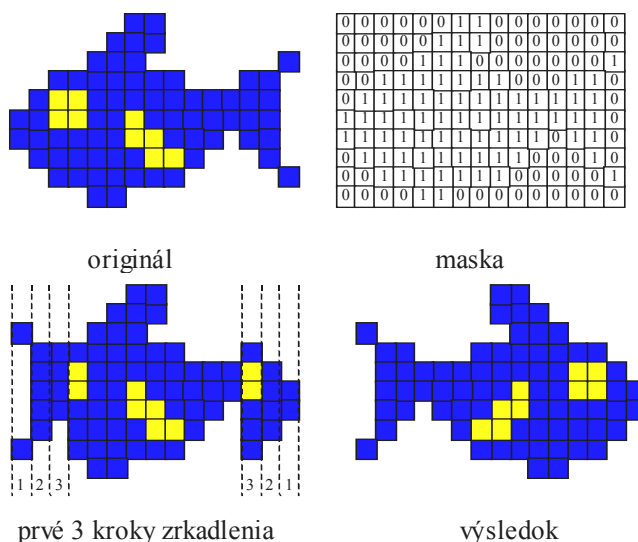 0 0 0 0 0 0 1 1 0 0 0 0 0 0 0
0 0 0 0 0 1 1 1 0 0 0 0 0 0 0
0 0 0 0 1 1 1 0 0 0 0 0 0 0 1
0 0 1 1 1 1 1 1 1 0 0 0 1 1 0
0 1 1 1 1 1 1 1 1 1 1 1 1 1 0
1 1 1 1 1 1 1 1 1 1 1 1 1 1 0
1 1 1 1 1 1 1 1 1 1 1 0 1 1 0
0 1 1 1 1 1 1 1 1 1 0 0 0 1 0
0 0 1 1 1 1 1 1 1 0 0 0 0 0 1
0 0 0 0 1 1 0 0 0 0 0 0 0 0 0
originál
maska
1 2 3
3 2 1
prvé 3 kroky zrkadlenia
výsledok